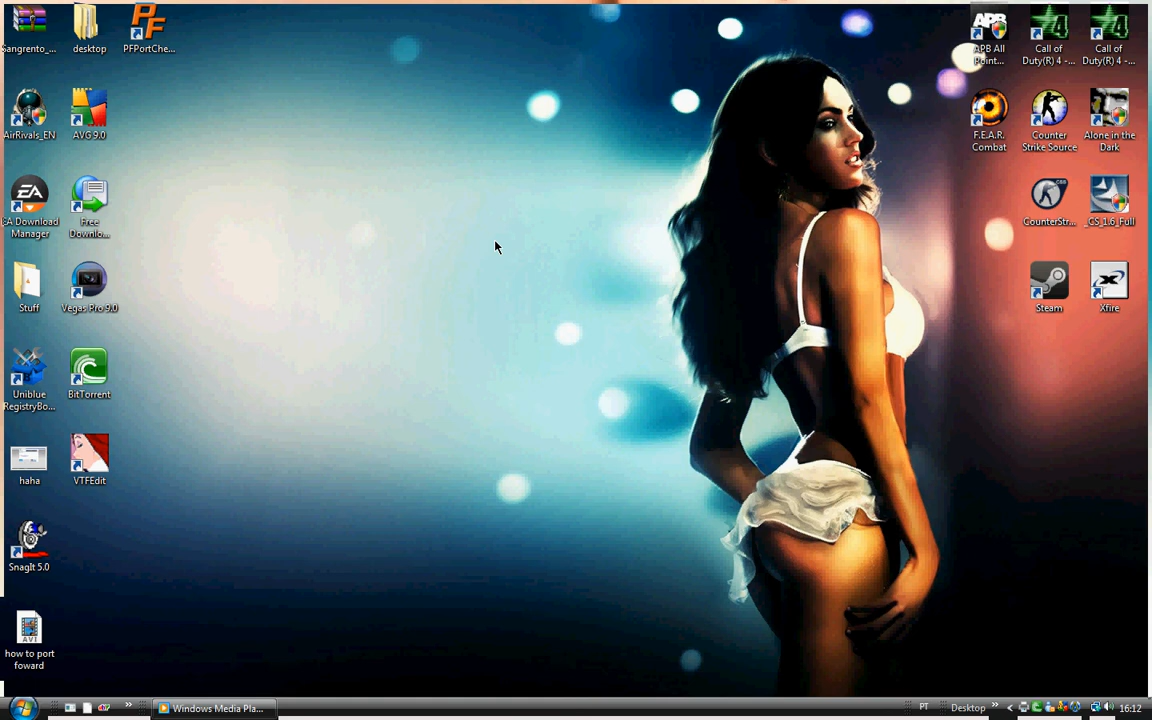 Sangrento_...
desktop
PFPortChe...
AirRivals_EN
AVG 9.0
EA Download
Manager
Free
Downlo...
Stuff
Vegas Pro 9.0
Uniblue
RegistryBo...
BitTorrent
haha
VTFEdit
SnagIt 5.0
AVI
how to port
foward
APB All
Point...
Call of
Duty(R) 4 -...
Call of
Duty(R) 4 -...
F.E.A.R.
Combat
Counter
Strike Source
Alone in the
Dark
CounterStr...
_CS_1.6_Full
Steam
Xfire
Windows Media Pla...
PT
Desktop
16:12